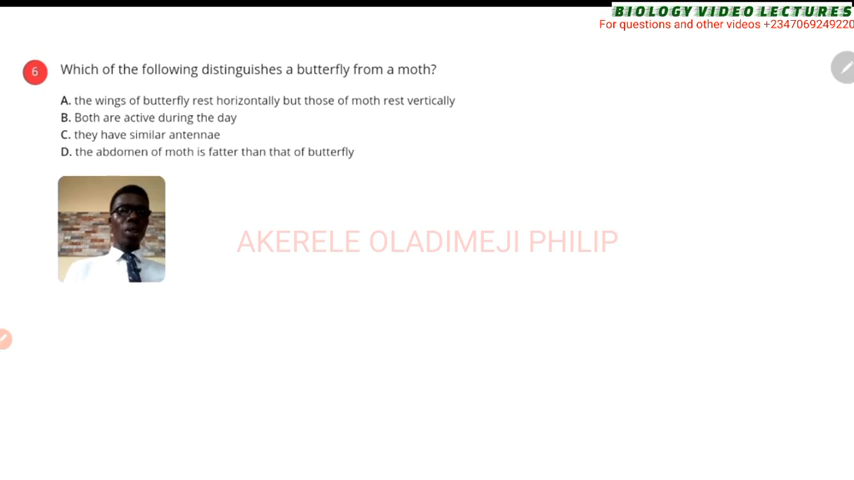 BIOLOGY VIDEO LECTURES
For questions and other videos +2347069249220
6 Which of the following distinguishes a butterfly from a moth?
A. the wings of butterfly rest horizontally but those of moth rest vertically
B. Both are active during the day
C. they have similar antennae
D. the abdomen of moth is fatter than that of butterfly
AKERELE OLADIMEJI PHILIP